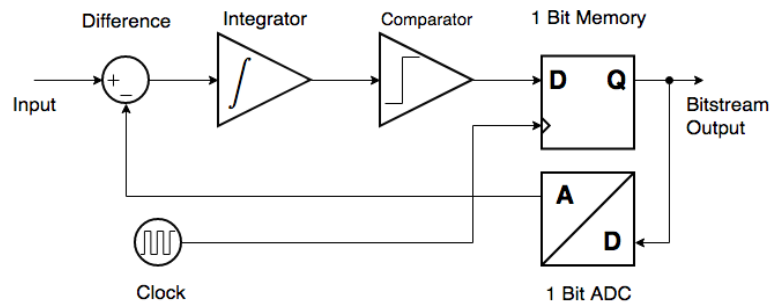 Difference
Integrator
Comparator
1 Bit Memory
+
−
∫
D Q
Input
Bitstream
Output
A
D
Clock
1 Bit ADC